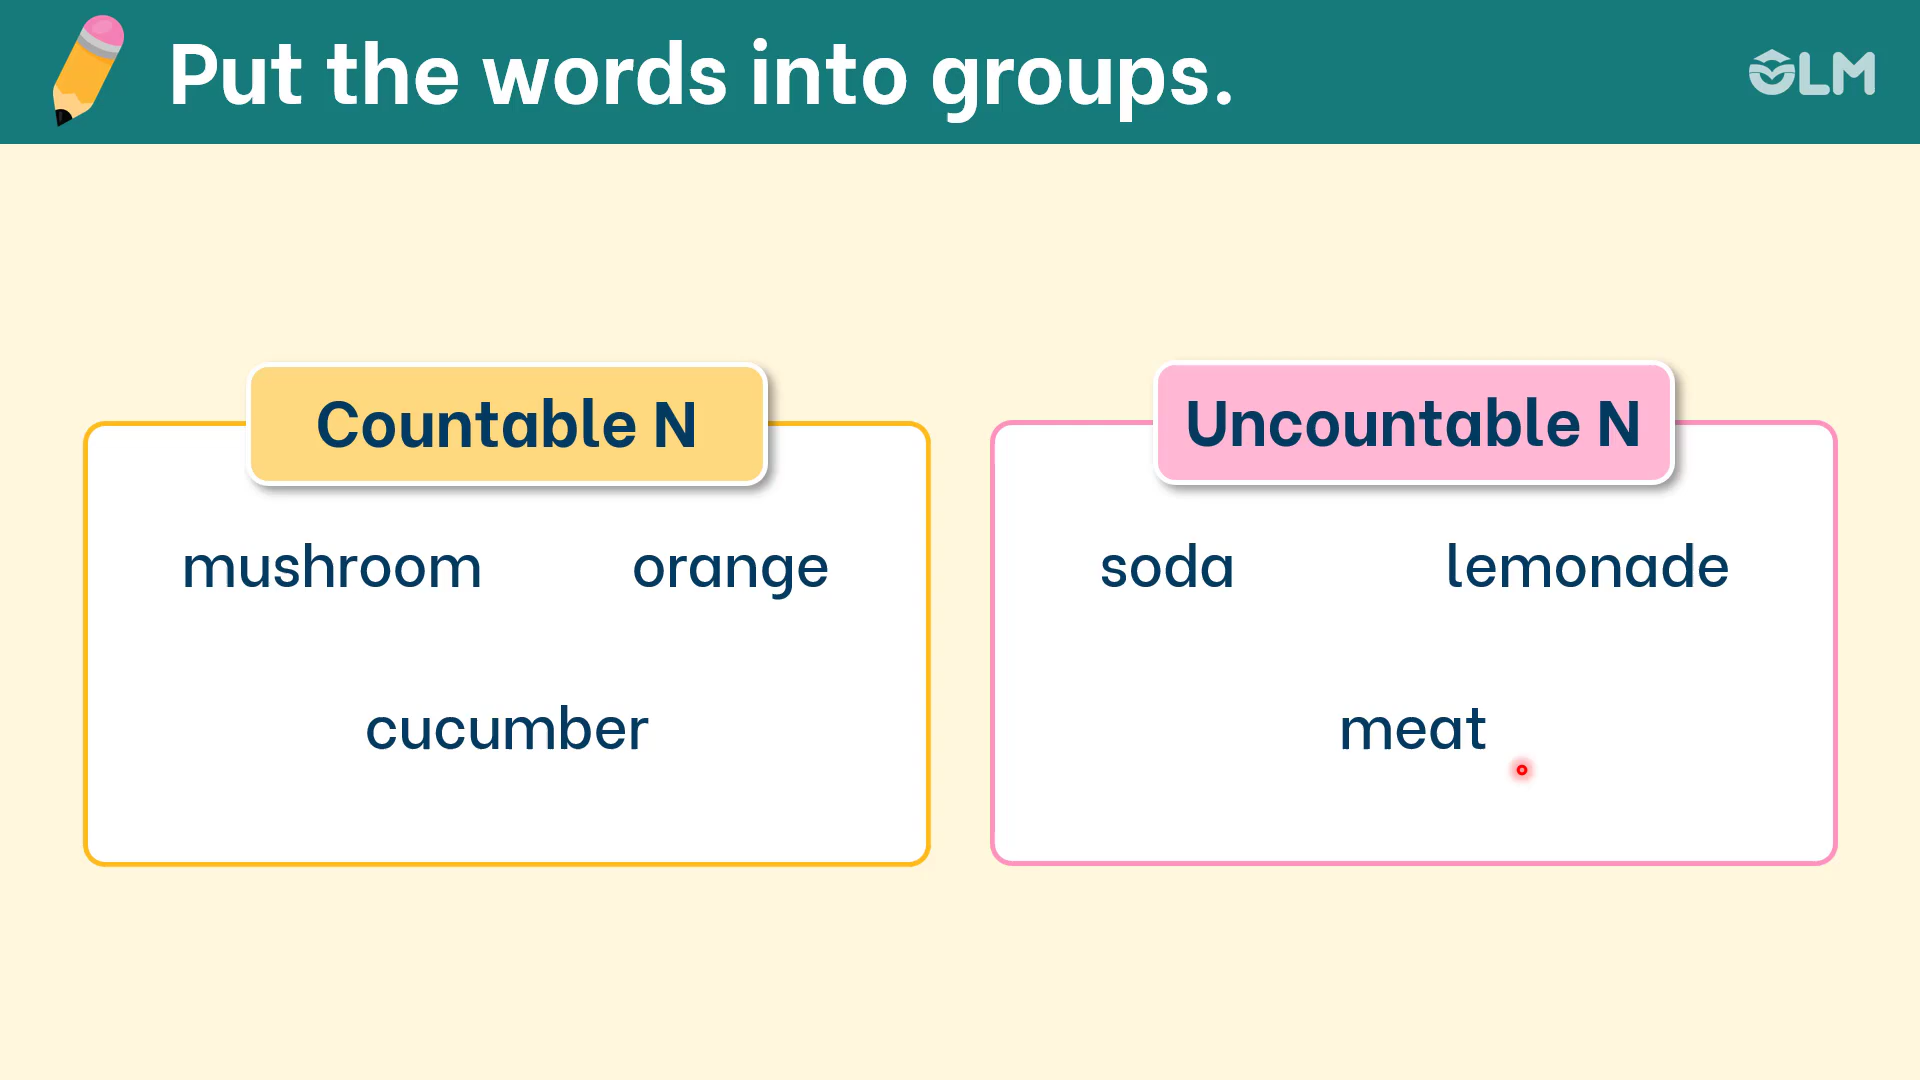 Put the words into groups.
OLM
Countable N
mushroom orange
cucumber
Uncountable N
soda lemonade
meat